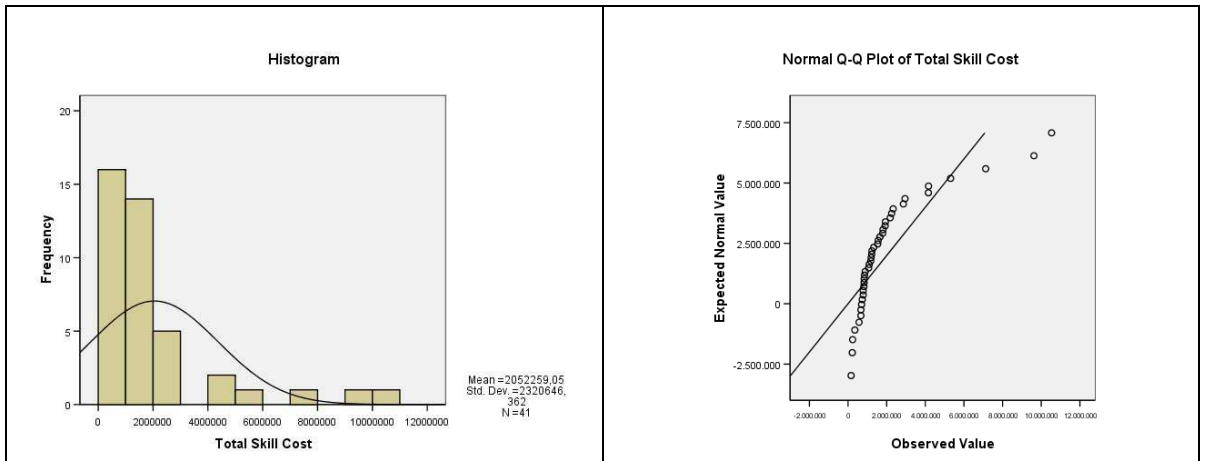 Histogram
20
15
10
5
0
Frequency
0 2000000 4000000 6000000 8000000 10000000 12000000
Total Skill Cost
Mean =2052259,05
Std. Dev. =2320646,
362
N =41
Normal Q-Q Plot of Total Skill Cost
7.500.000
5.000.000
2.500.000
0
-2.500.000
Expected Normal Value
-2.000.000 0 2.000.000 4.000.000 6.000.000 8.000.000 10.000.000 12.000.000
Observed Value